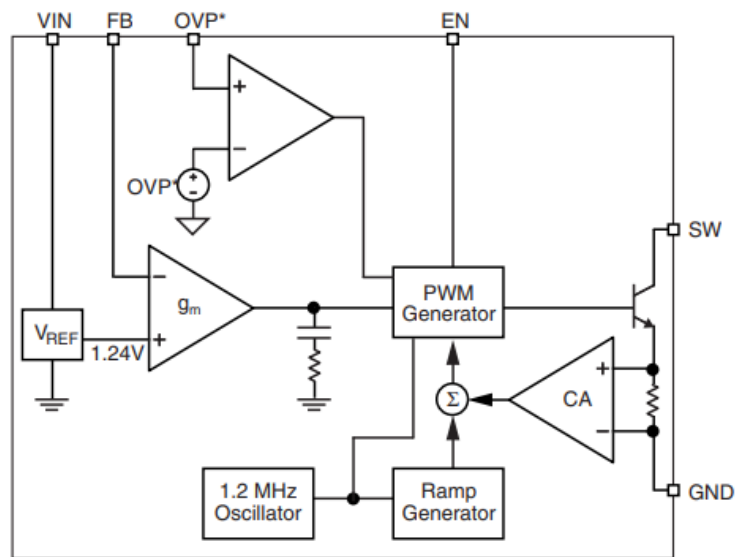 VIN
FB
OVP*
EN
+
−
OVP*
+
−
SW
−
gm
+
VREF
1.24V
PWM
Generator
+
CA
−
Σ
GND
1.2 MHz
Oscillator
Ramp
Generator